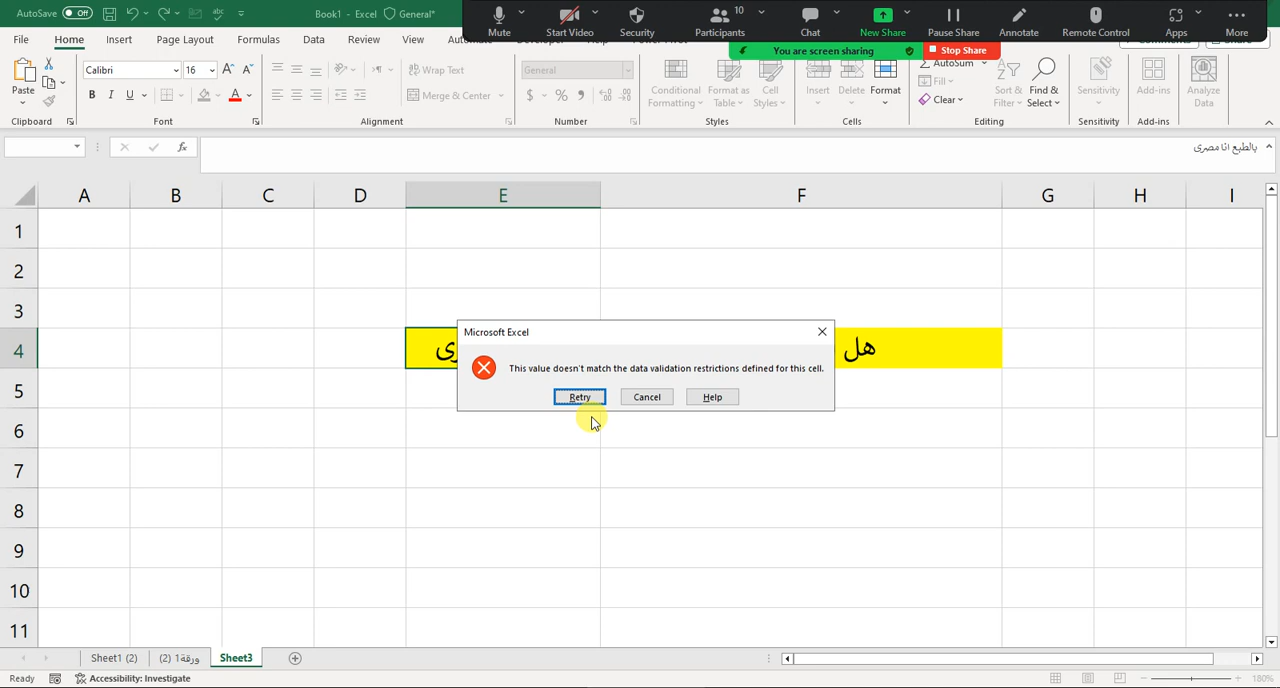 AutoSave Off Book1 - Excel General*
Mute Start Video Security Participants 10 Chat New Share Pause Share Annotate Remote Control Apps More
You are screen sharing Stop Share
File Home Insert Page Layout Formulas Data Review View
Calibri 16 Wrap Text General AutoSum
Paste Merge & Center Conditional Formatting Format as Table Cell Styles Insert Delete Format Fill Clear Sort & Filter Find & Select Sensitivity Add-ins Analyze Data
Clipboard Font Alignment Number Styles Cells Editing Sensitivity Add-ins
بالطبع انا مصرى
A B C D E F G H I
1
2
3
4
هل
Microsoft Excel
This value doesn't match the data validation restrictions defined for this cell.
Retry Cancel Help
5
6
7
8
9
10
11
Sheet1 (2) ورقة1 (2) Sheet3
Ready Accessibility: Investigate 180%